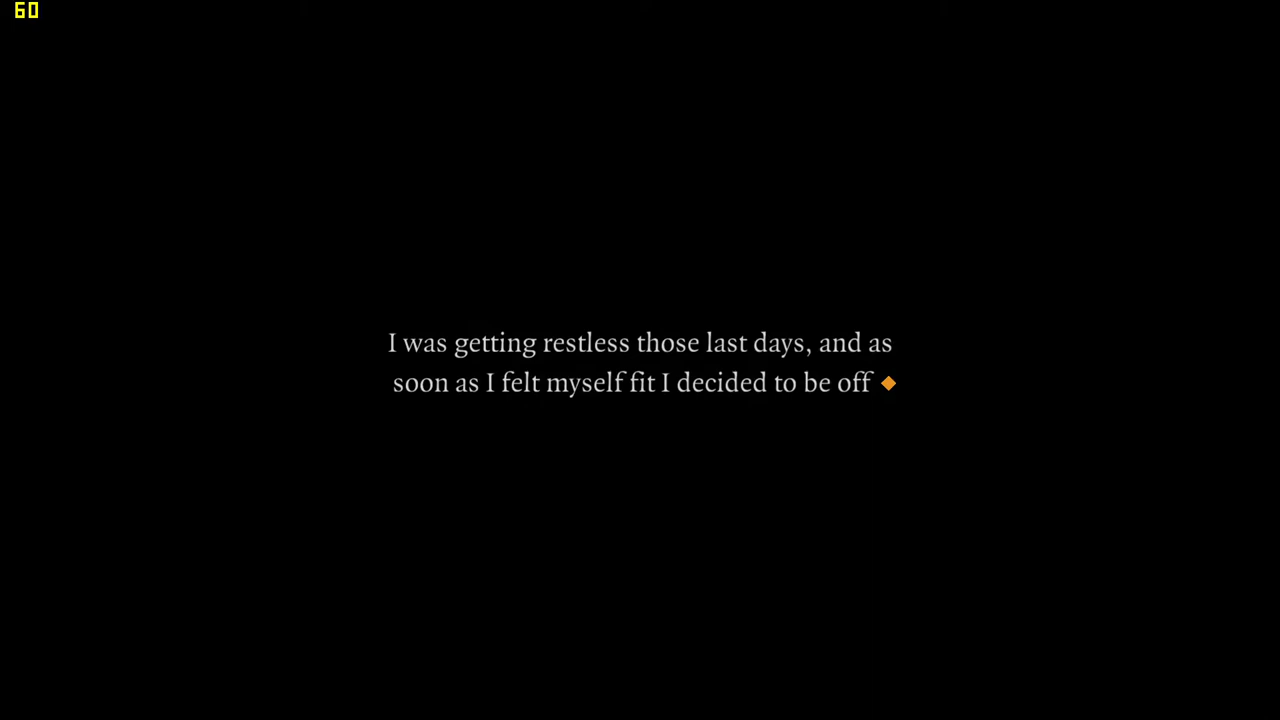 60
I was getting restless those last days, and as
soon as I felt myself fit I decided to be off